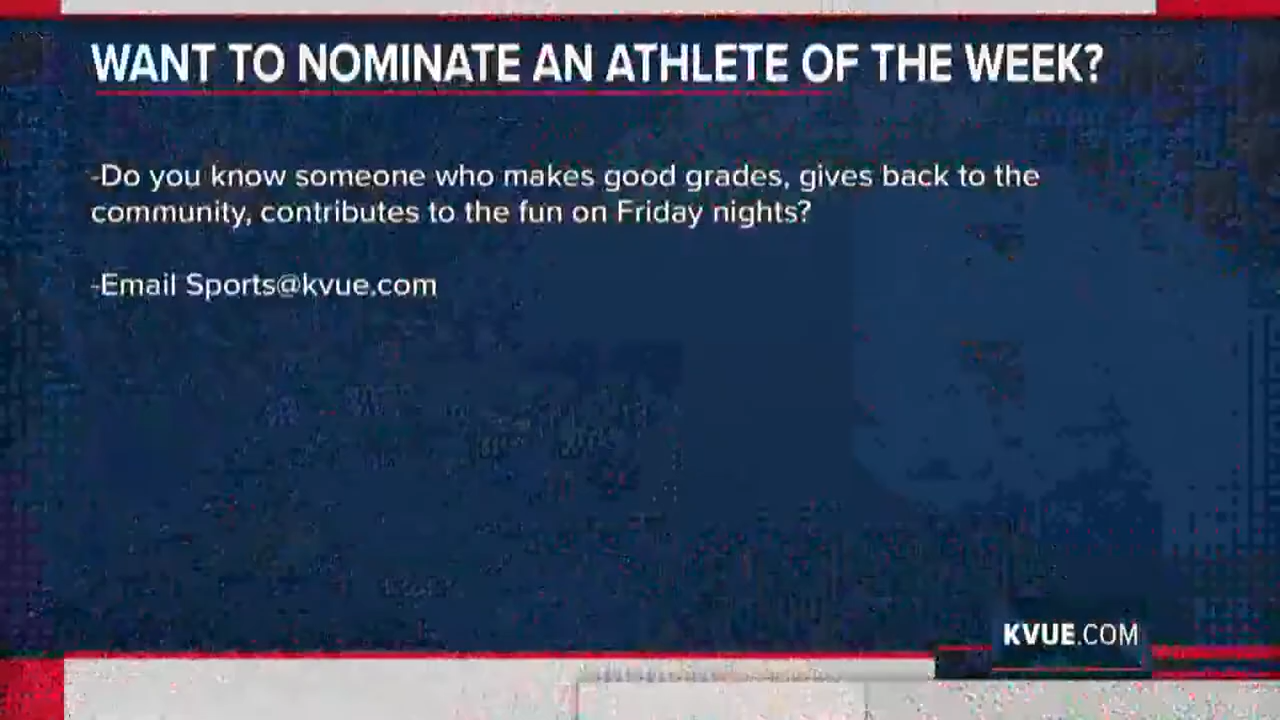 WANT TO NOMINATE AN ATHLETE OF THE WEEK?
-Do you know someone who makes good grades, gives back to the
community, contributes to the fun on Friday nights?
-Email Sports@kvue.com
KVUE.COM